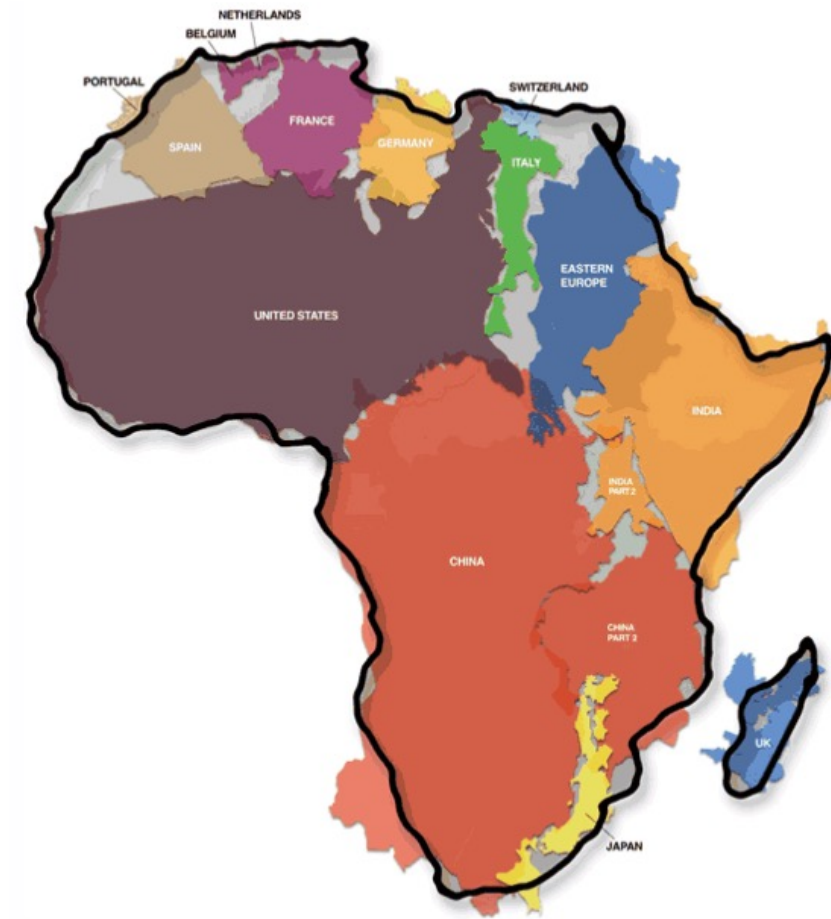 NETHERLANDS
BELGIUM
PORTUGAL
SWITZERLAND
SPAIN
FRANCE
GERMANY
ITALY
EASTERN
EUROPE
UNITED STATES
INDIA
INDIA
PART 2
CHINA
CHINA
PART 2
UK
JAPAN